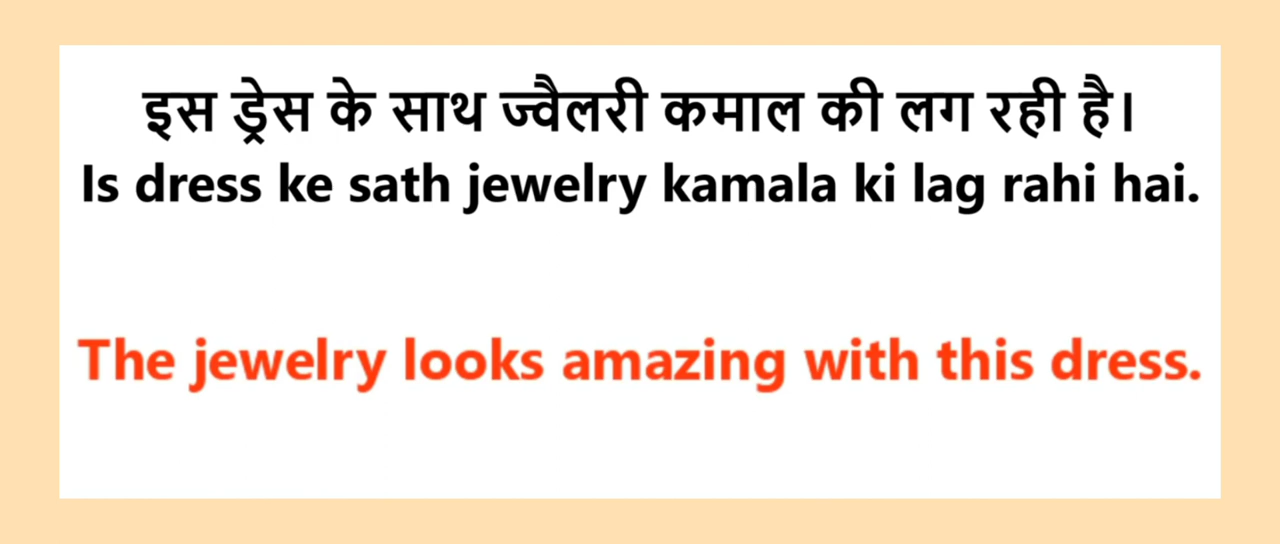 इस ड्रेस के साथ ज्वैलरी कमाल की लग रही है।
Is dress ke sath jewelry kamala ki lag rahi hai.
The jewelry looks amazing with this dress.